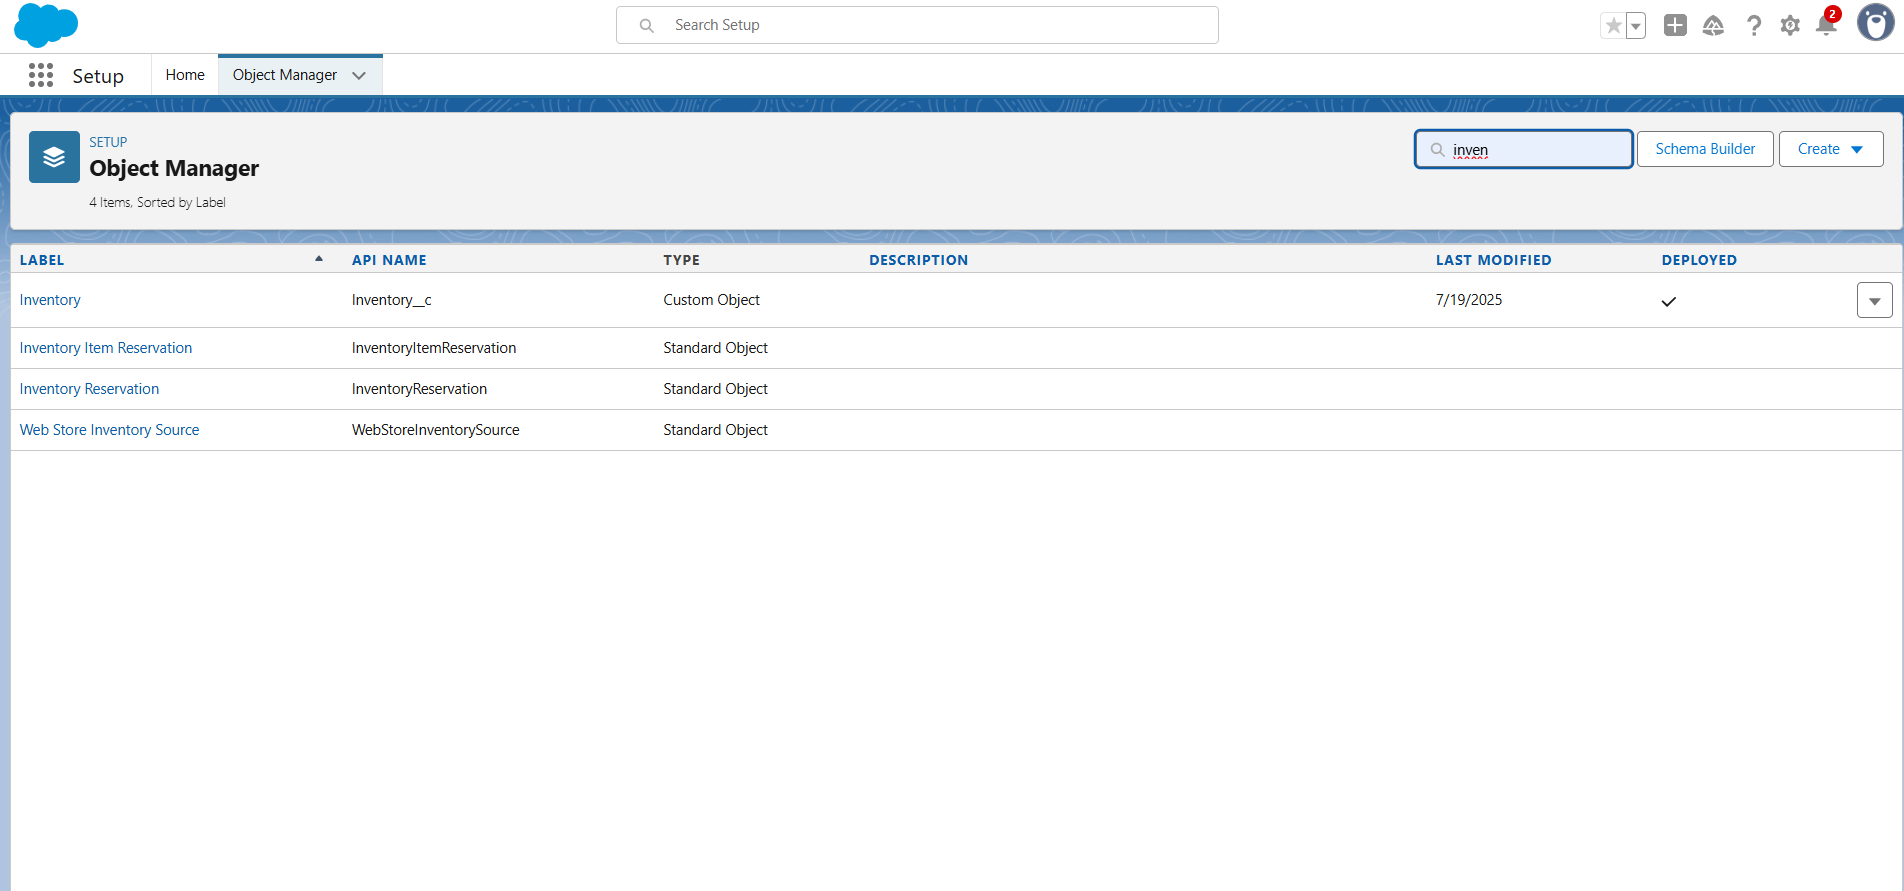 Search Setup
2
Setup
Home
Object Manager
SETUP
Object Manager
4 Items, Sorted by Label
inven
Schema Builder
Create
LABEL API NAME TYPE DESCRIPTION LAST MODIFIED DEPLOYED
Inventory Inventory__c Custom Object 7/19/2025
Inventory Item Reservation InventoryItemReservation Standard Object
Inventory Reservation InventoryReservation Standard Object
Web Store Inventory Source WebStoreInventorySource Standard Object